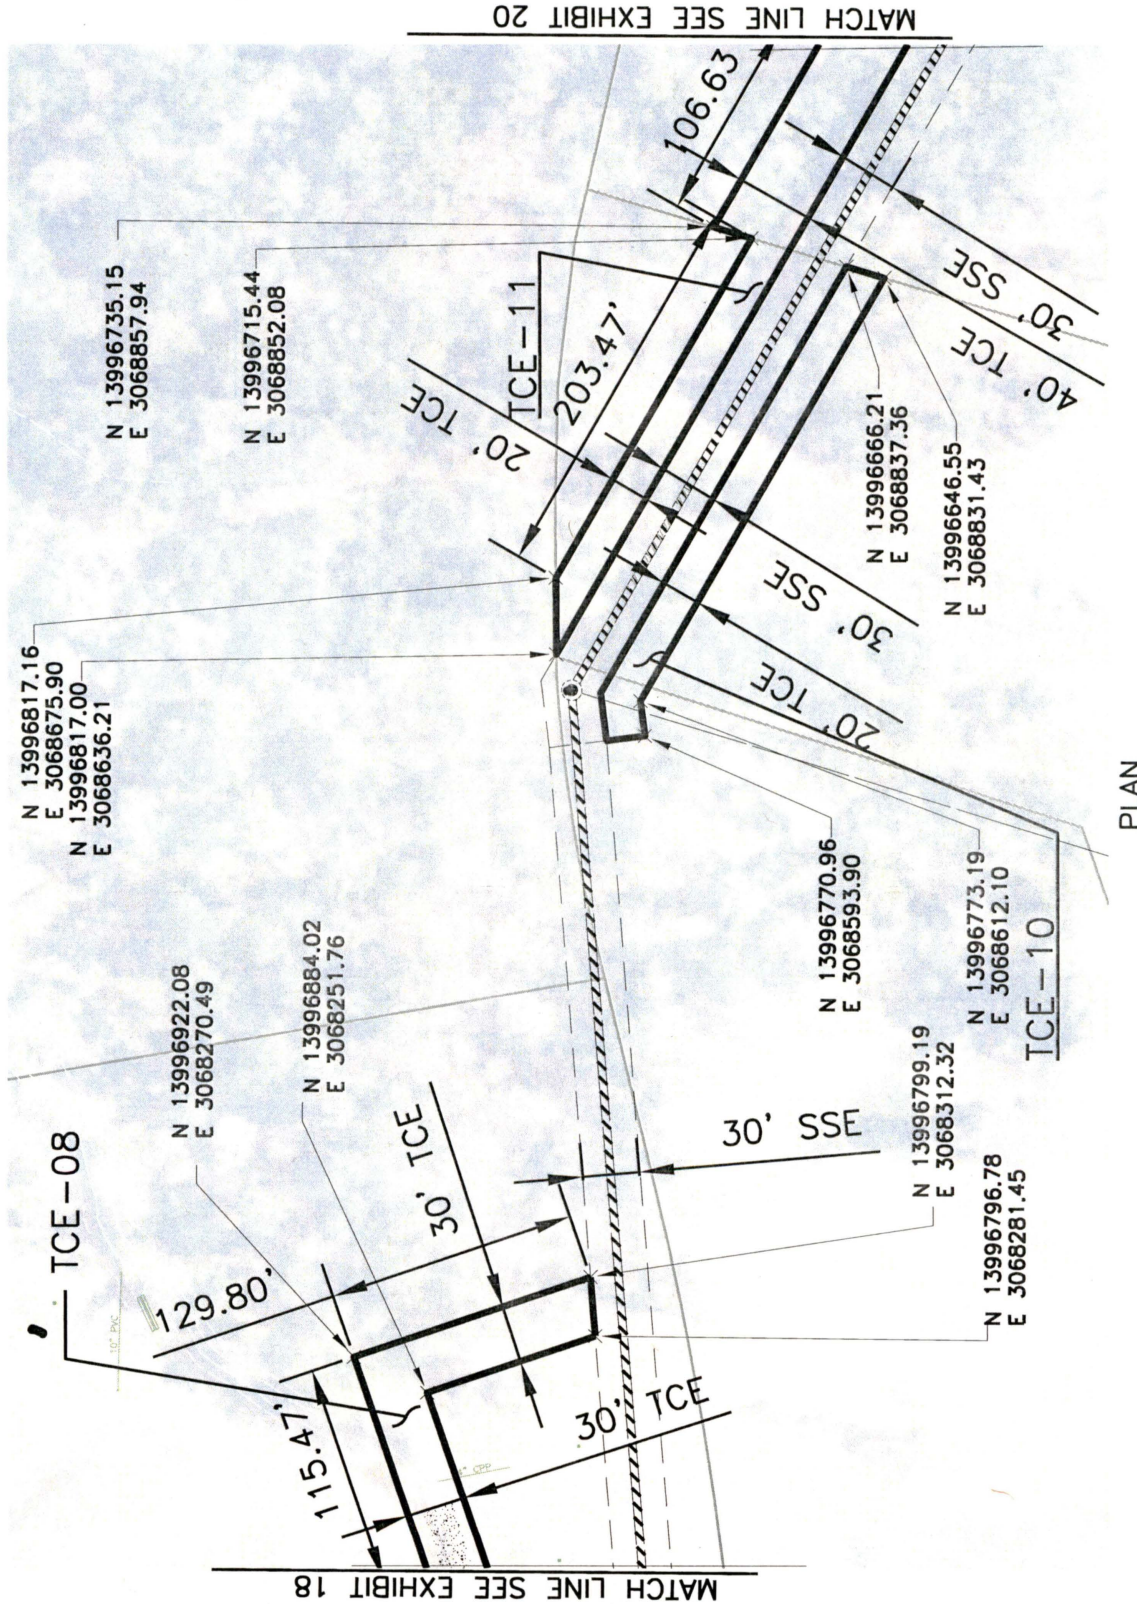 MATCH LINE SEE EXHIBIT 18
MATCH LINE SEE EXHIBIT 20
TCE-08
129.80'
115.47'
10" PVC
" CPP
30' TCE
30' TCE
30' SSE
N 13996922.08
E 3068270.49
N 13996884.02
E 3068251.76
N 13996799.19
E 3068312.32
N 13996796.78
E 3068281.45
N 13996817.16
E 3068675.90
N 13996817.00
E 3068636.21
N 13996735.15
E 3068857.94
N 13996715.44
E 3068852.08
TCE-11
203.47'
106.63
20' TCE
30' SSE
20' TCE
30' SSE
40' TCE
N 13996666.21
E 3068837.36
N 13996646.55
E 3068831.43
N 13996770.96
E 3068593.90
N 13996773.19
E 3068612.10
TCE-10
PLAN